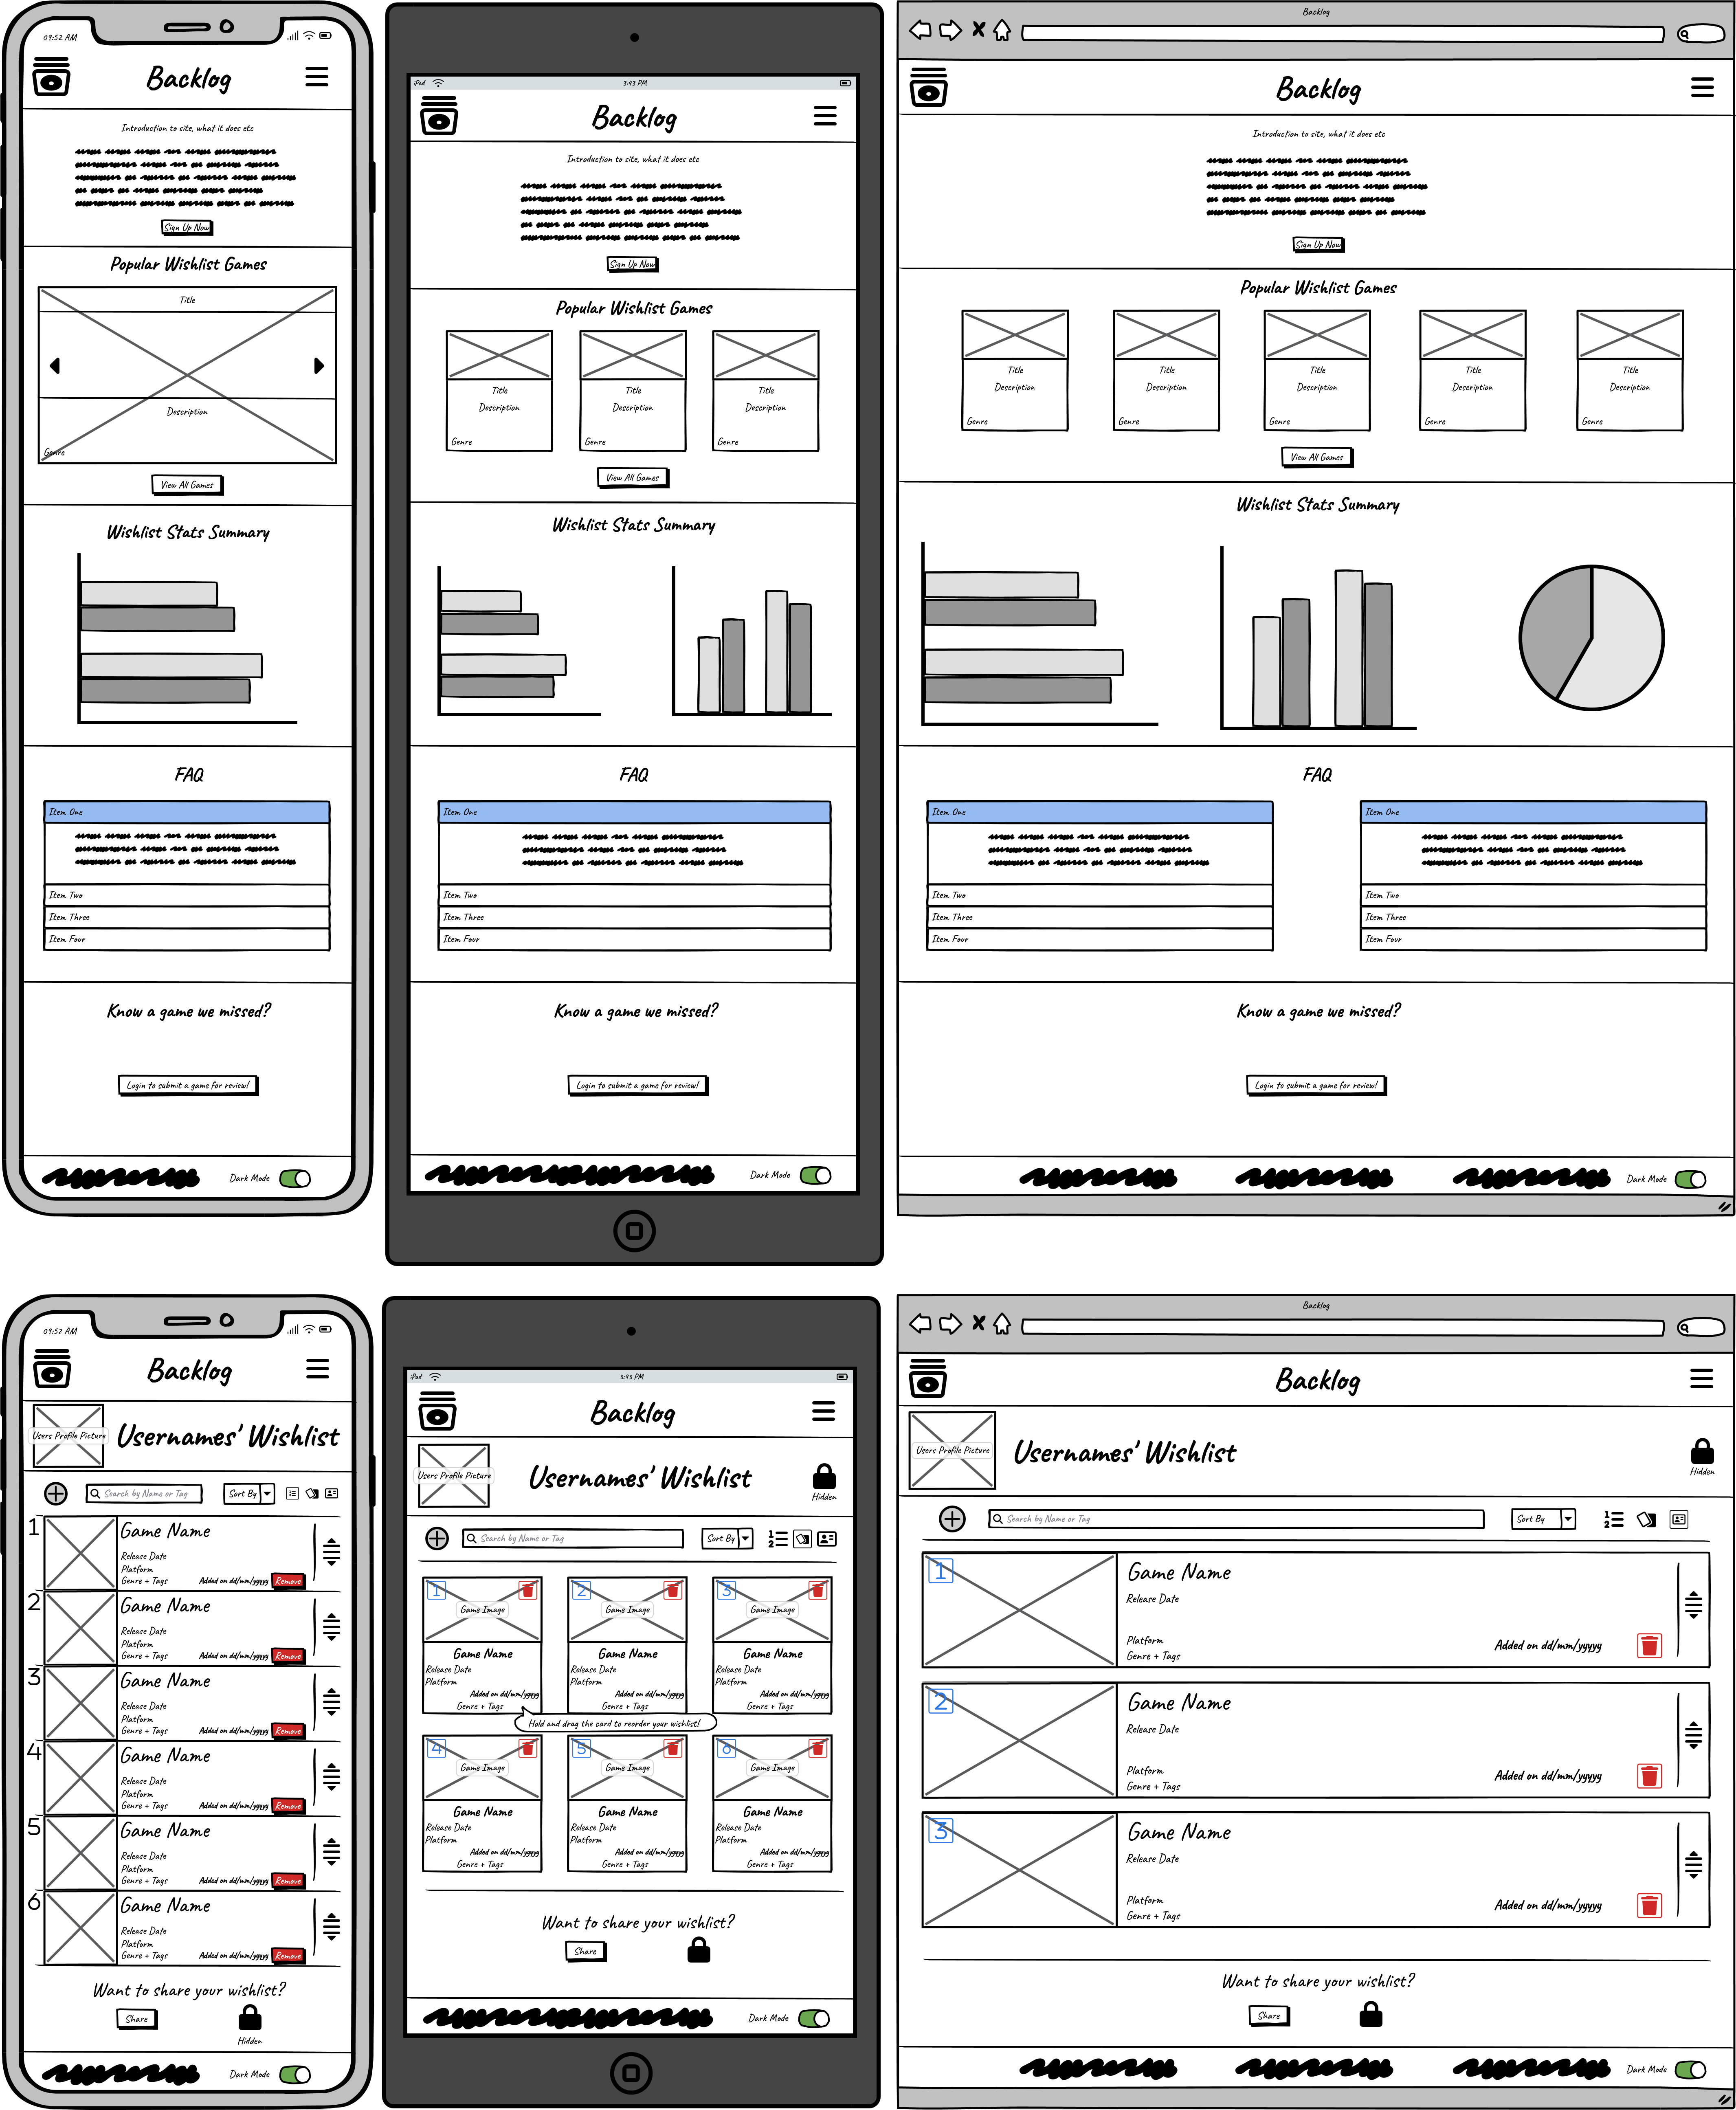 09:52 AM
Backlog
Introduction to site, what it does etc
Sign Up Now
Popular Wishlist Games
Title
Description
Genre
View All Games
Wishlist Stats Summary
FAQ
Item One
Item Two
Item Three
Item Four
Know a game we missed?
Login to submit a game for review!
Dark Mode
iPad
3:43 PM
Backlog
Introduction to site, what it does etc
Sign Up Now
Popular Wishlist Games
Title Title Title
Description Description Description
Genre Genre Genre
View All Games
Wishlist Stats Summary
FAQ
Item One
Item Two
Item Three
Item Four
Know a game we missed?
Login to submit a game for review!
Dark Mode
Backlog
Backlog
Introduction to site, what it does etc
Sign Up Now
Popular Wishlist Games
Title Title Title Title Title
Description Description Description Description Description
Genre Genre Genre Genre Genre
View All Games
Wishlist Stats Summary
FAQ
Item One Item One
Item Two Item Two
Item Three Item Three
Item Four Item Four
Know a game we missed?
Login to submit a game for review!
Dark Mode
09:52 AM
Backlog
Users Profile Picture
Usernames' Wishlist
Search by Name or Tag
Sort By
1
Game Name
Release Date
Platform
Genre + Tags Added on dd/mm/yyyy Remove
2
Game Name
Release Date
Platform
Genre + Tags Added on dd/mm/yyyy Remove
3
Game Name
Release Date
Platform
Genre + Tags Added on dd/mm/yyyy Remove
4
Game Name
Release Date
Platform
Genre + Tags Added on dd/mm/yyyy Remove
5
Game Name
Release Date
Platform
Genre + Tags Added on dd/mm/yyyy Remove
6
Game Name
Release Date
Platform
Genre + Tags Added on dd/mm/yyyy Remove
Want to share your wishlist?
Share
Hidden
Dark Mode
iPad
3:43 PM
Backlog
Users Profile Picture
Usernames' Wishlist
Hidden
Search by Name or Tag
Sort By
1 2
1 2 3
Game Image Game Image Game Image
Game Name Game Name Game Name
Release Date Release Date Release Date
Platform Platform Platform
Added on dd/mm/yyyy Added on dd/mm/yyyy Added on dd/mm/yyyy
Genre + Tags Genre + Tags Genre + Tags
Hold and drag the card to reorder your wishlist!
4 5 6
Game Image Game Image Game Image
Game Name Game Name Game Name
Release Date Release Date Release Date
Platform Platform Platform
Added on dd/mm/yyyy Added on dd/mm/yyyy Added on dd/mm/yyyy
Genre + Tags Genre + Tags Genre + Tags
Want to share your wishlist?
Share
Dark Mode
Backlog
Backlog
Users Profile Picture
Usernames' Wishlist
Hidden
Search by Name or Tag
Sort By
1 2
1
Game Name
Release Date
Platform
Added on dd/mm/yyyy
Genre + Tags
2
Game Name
Release Date
Platform
Added on dd/mm/yyyy
Genre + Tags
3
Game Name
Release Date
Platform
Added on dd/mm/yyyy
Genre + Tags
Want to share your wishlist?
Share
Dark Mode